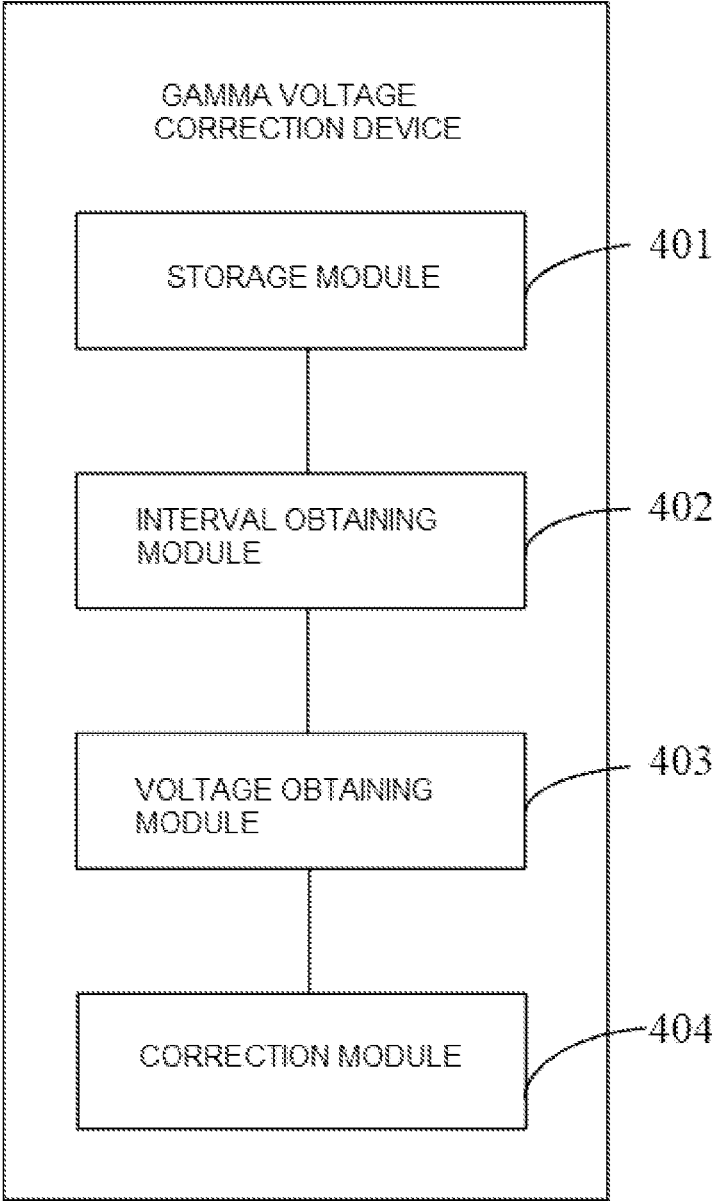 GAMMA VOLTAGE
CORRECTION DEVICE
STORAGE MODULE
401
INTERVAL OBTAINING
MODULE
402
VOLTAGE OBTAINING
MODULE
403
CORRECTION MODULE
404